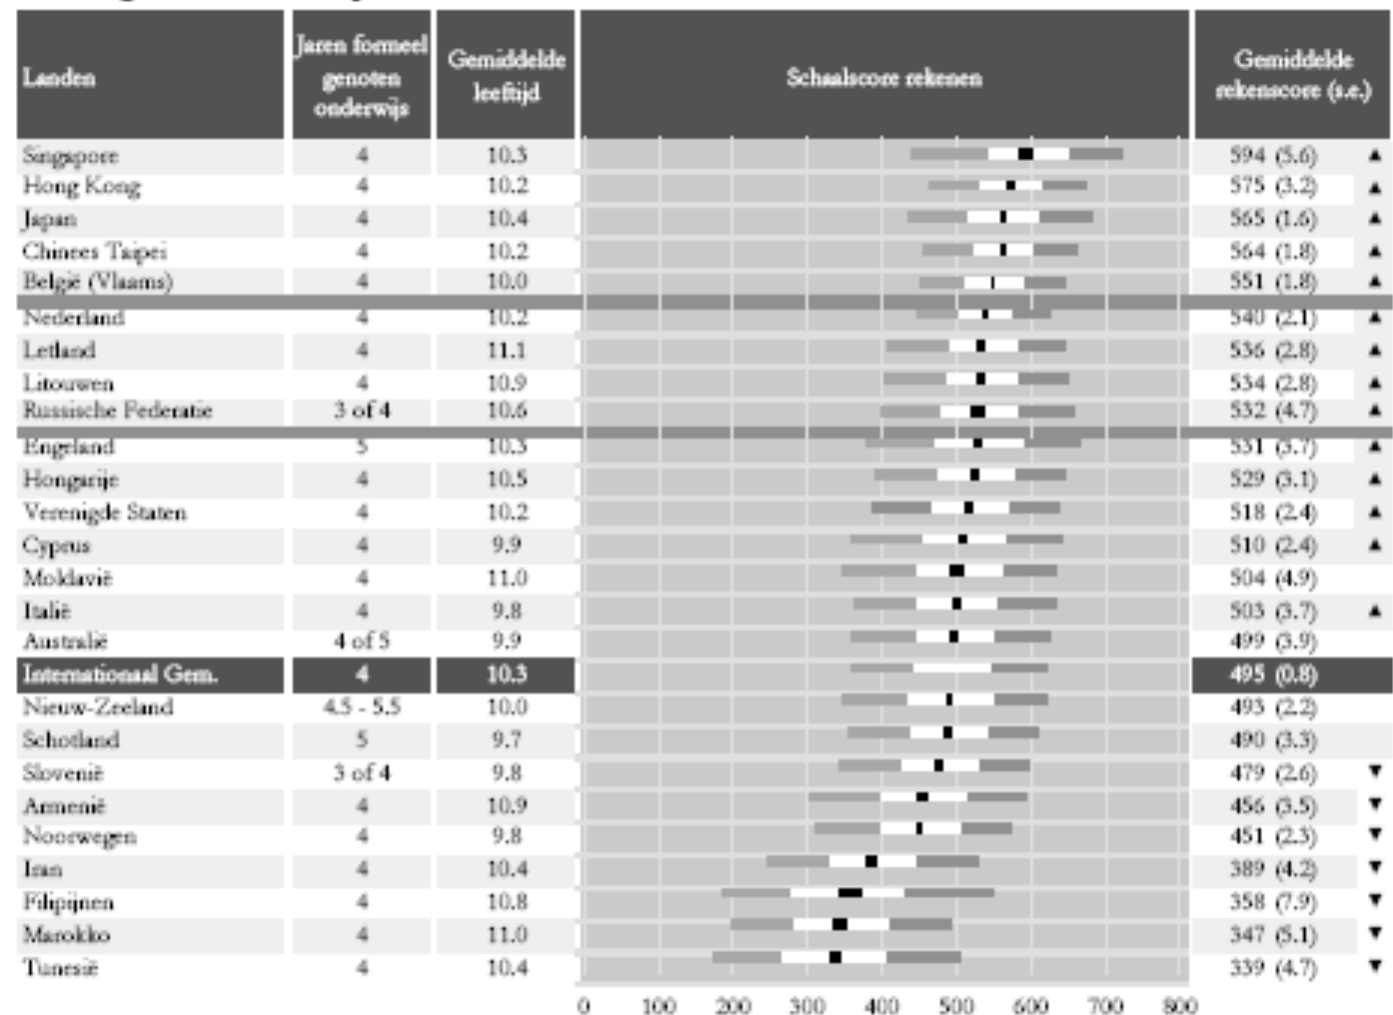 Landen Jaren formeel genoten onderwijs Gemiddelde leeftijd Schaalscore rekenen Gemiddelde rekenscore (s.e.)
Singapore 4 10.3 594 (5.6) ▲
Hong Kong 4 10.2 575 (3.2) ▲
Japan 4 10.4 565 (1.6) ▲
Chinees Taipei 4 10.2 564 (1.8) ▲
België (Vlaams) 4 10.0 551 (1.8) ▲
Nederland 4 10.2 540 (2.1) ▲
Letland 4 11.1 536 (2.8) ▲
Litouwen 4 10.9 534 (2.8) ▲
Russische Federatie 3 of 4 10.6 532 (4.7) ▲
Engeland 5 10.3 531 (3.7) ▲
Hongarije 4 10.5 529 (3.1) ▲
Verenigde Staten 4 10.2 518 (2.4) ▲
Cyprus 4 9.9 510 (2.4) ▲
Moldavië 4 11.0 504 (4.9)
Italië 4 9.8 503 (3.7) ▲
Australië 4 of 5 9.9 499 (3.9)
Internationaal Gem. 4 10.3 495 (0.8)
Nieuw-Zeeland 4.5 - 5.5 10.0 493 (2.2)
Schotland 5 9.7 490 (3.3)
Slovenië 3 of 4 9.8 479 (2.6) ▼
Armenië 4 10.9 456 (3.5) ▼
Noorwegen 4 9.8 451 (2.3) ▼
Iran 4 10.4 389 (4.2) ▼
Filipijnen 4 10.8 358 (7.9) ▼
Marokko 4 11.0 347 (5.1) ▼
Tunesië 4 10.4 339 (4.7) ▼
0 100 200 300 400 500 600 700 800